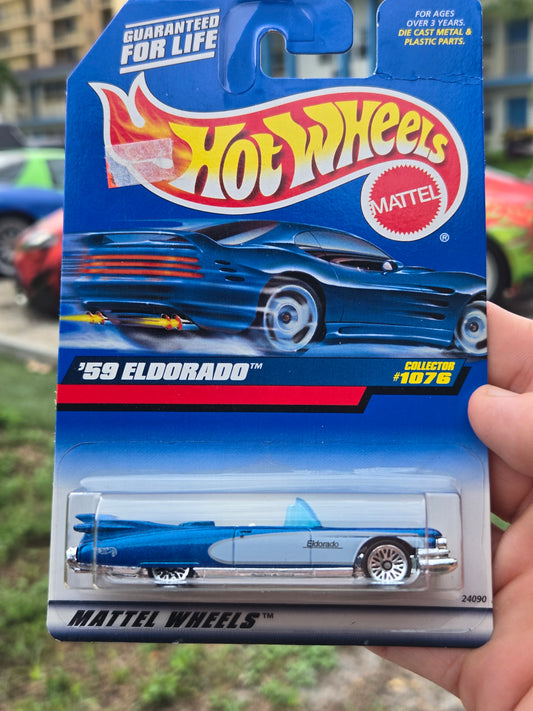 GUARANTEED
FOR LIFE
FOR AGES
OVER 3 YEARS.
DIE CAST METAL &
PLASTIC PARTS.
HOT WHEELS
MATTEL
®
'59 ELDORADO™
COLLECTOR
#1076
Eldorado
24090
MATTEL WHEELS™